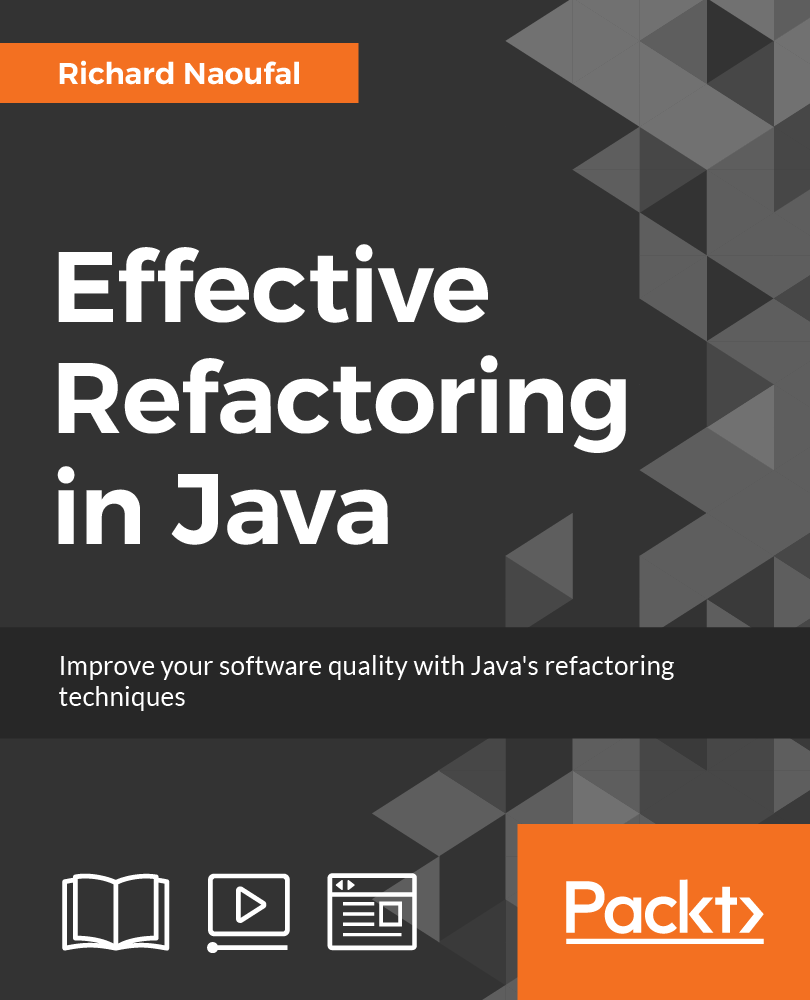 Richard Naoufal
Effective
Refactoring
in Java
Improve your software quality with Java's refactoring
techniques
Packt